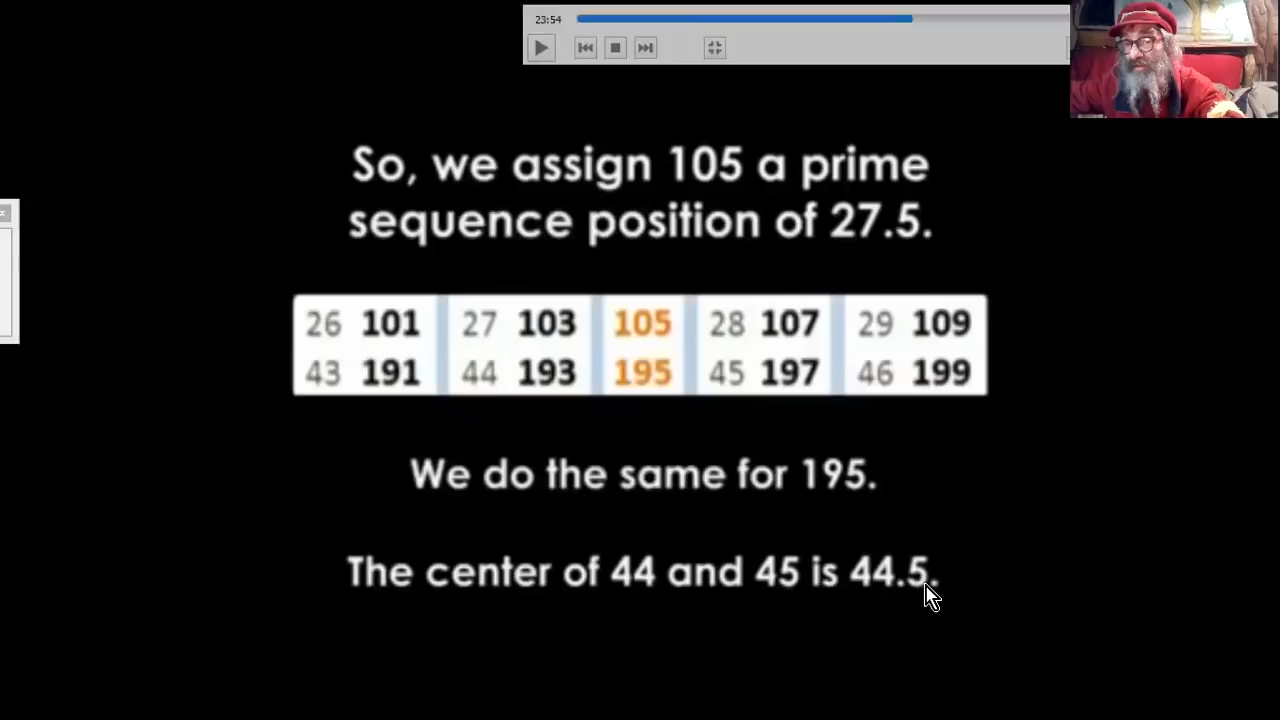 23:54
So, we assign 105 a prime
sequence position of 27.5.
26 101 27 103 105 28 107 29 109
43 191 44 193 195 45 197 46 199
We do the same for 195.
The center of 44 and 45 is 44.5.